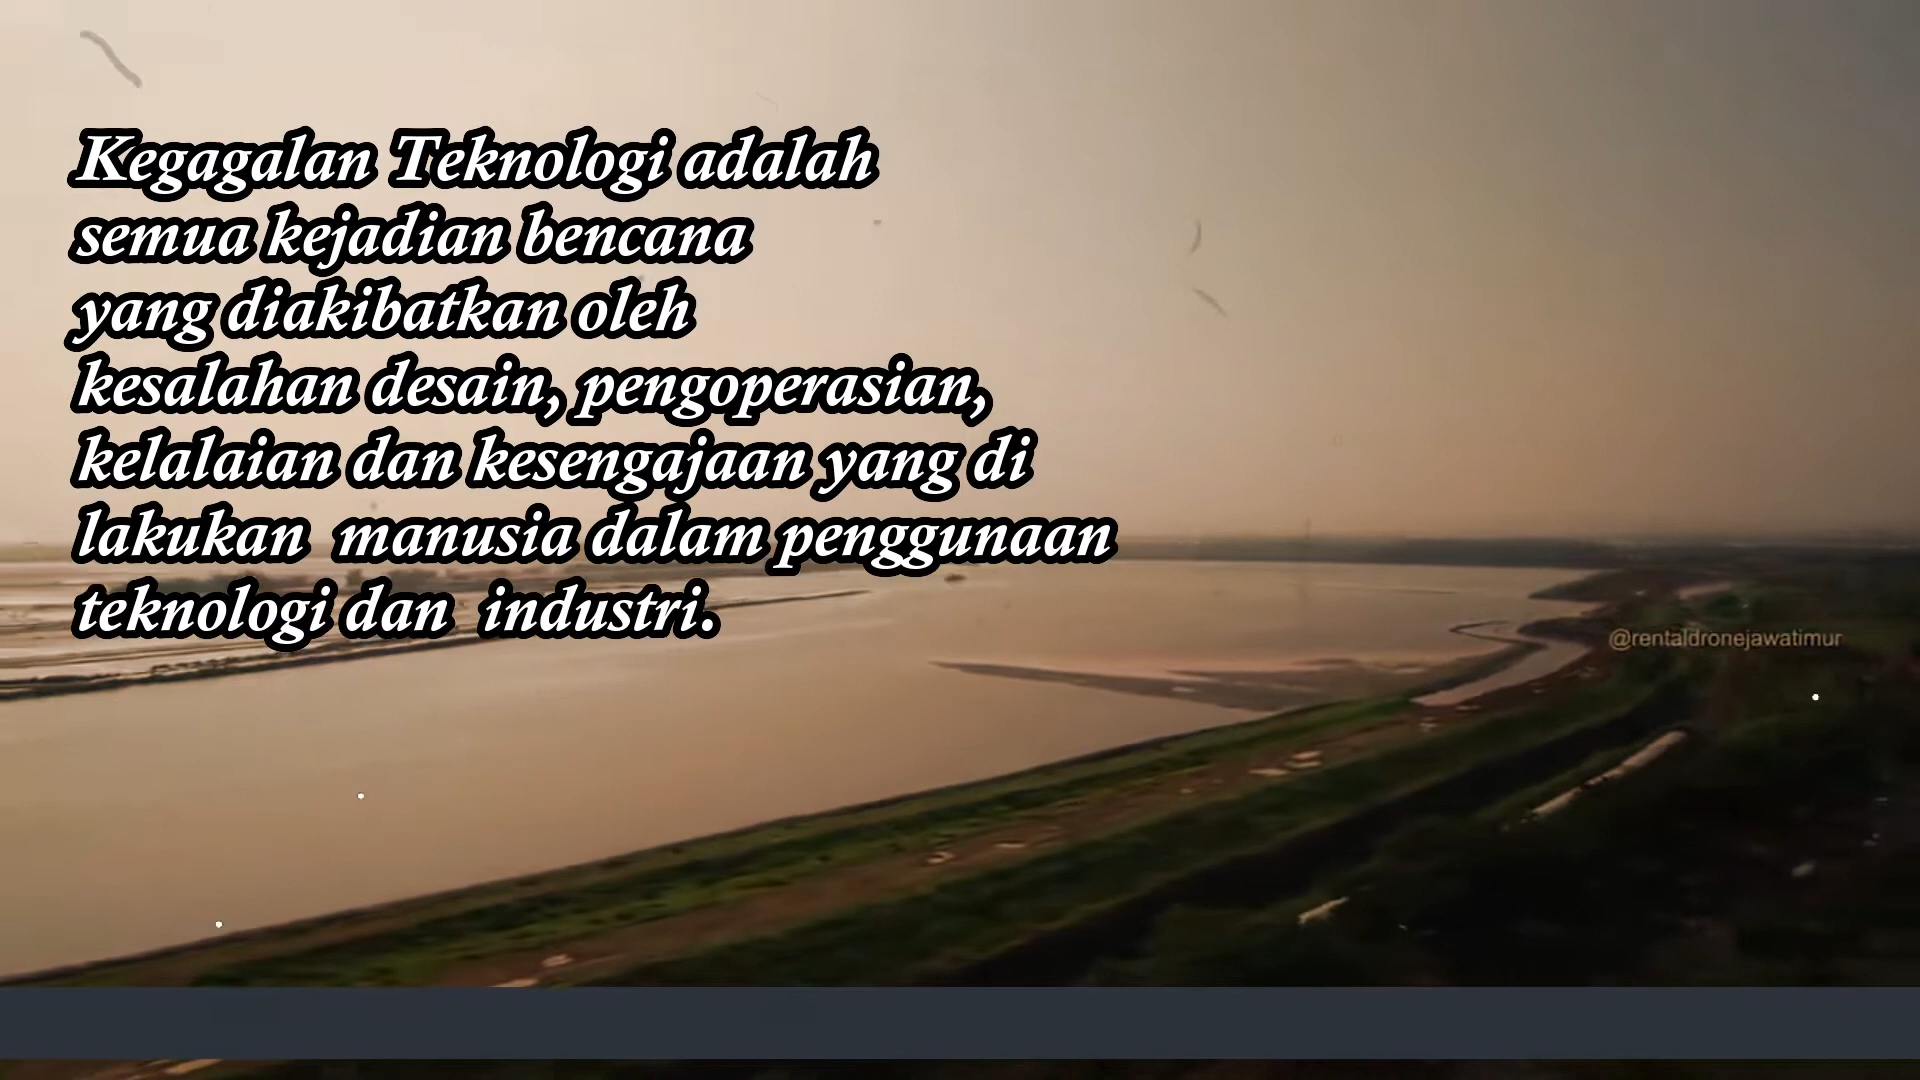 Kegagalan Teknologi adalah
semua kejadian bencana
yang diakibatkan oleh
kesalahan desain, pengoperasian,
kelalaian dan kesengajaan yang di
lakukan  manusia dalam penggunaan
teknologi dan  industri.
@rentaldronejawatimur